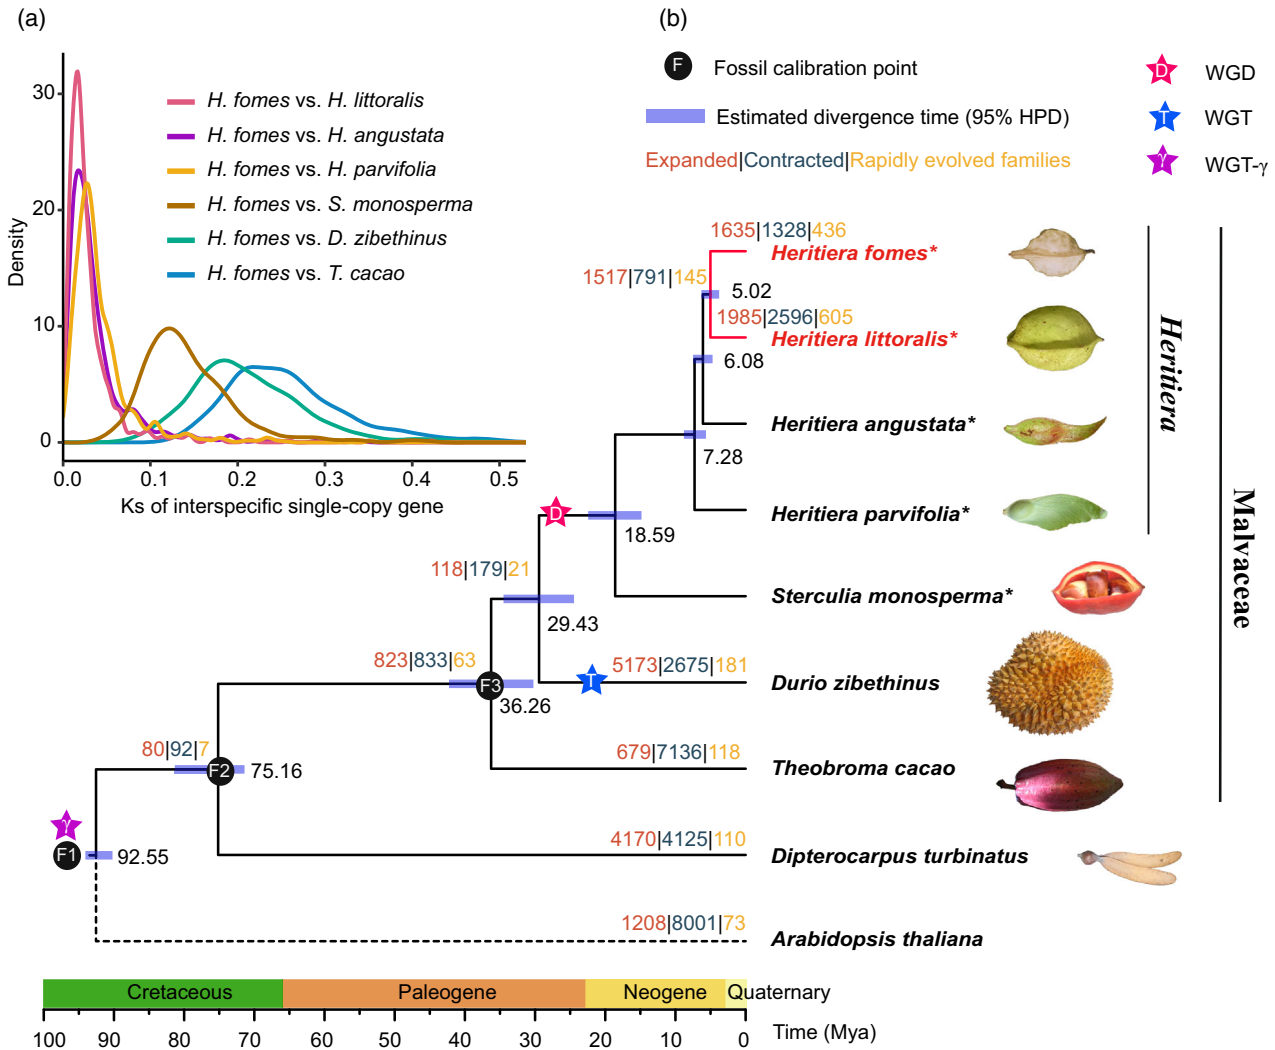 (a)
30
20
10
0
Density
H. fomes vs. H. littoralis
H. fomes vs. H. angustata
H. fomes vs. H. parvifolia
H. fomes vs. S. monosperma
H. fomes vs. D. zibethinus
H. fomes vs. T. cacao
0.0 0.1 0.2 0.3 0.4 0.5
Ks of interspecific single-copy gene
(b)
F Fossil calibration point
Estimated divergence time (95% HPD)
Expanded|Contracted|Rapidly evolved families
D WGD
T WGT
γ WGT-γ
1635|1328|436
Heritiera fomes*
1517|791|145
5.02
1985|2596|605
Heritiera littoralis*
6.08
Heritiera angustata*
7.28
Heritiera parvifolia*
D
18.59
118|179|21
Sterculia monosperma*
29.43
823|833|63
T
5173|2675|181
Durio zibethinus
F3
36.26
80|92|7
679|7136|118
Theobroma cacao
F2
75.16
γ
F1
92.55
4170|4125|110
Dipterocarpus turbinatus
1208|8001|73
Arabidopsis thaliana
Heritiera
Malvaceae
Cretaceous Paleogene Neogene Quaternary
100 90 80 70 60 50 40 30 20 10 0
Time (Mya)